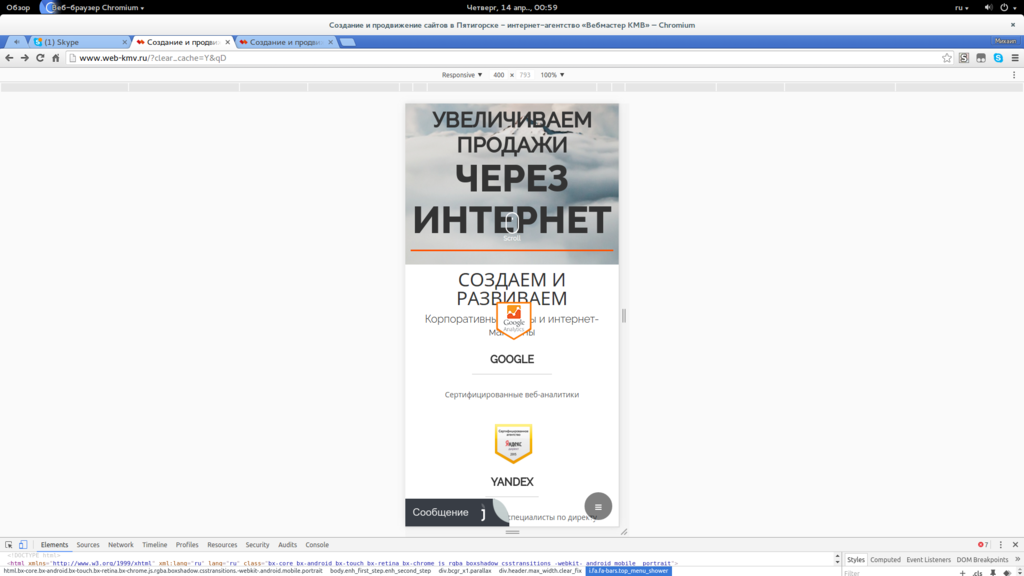 Обзор Веб-браузер Chromium Четверг, 14 апр., 00:59 ru
Создание и продвижение сайтов в Пятигорске – интернет-агентство «Вебмастер КМВ» – Chromium
(1) Skype Создание и продви Создание и продви Михаил
www.web-kmv.ru/?clear_cache=Y&qD
Responsive 400 × 793 100%
УВЕЛИЧИВАЕМ
ПРОДАЖИ
ЧЕРЕЗ
ИНТЕРНЕТ
Scroll
СОЗДАЕМ И
РАЗВИВАЕМ
Корпоративны и интернет-
Google
Analytics
GOOGLE
Сертифицированные веб-аналитики
Яндекс
YANDEX
Сообщение
специалисты по директу
Elements Sources Network Timeline Profiles Resources Security Audits Console 7
<!DOCTYPE html>
<html xmlns="http://www.w3.org/1999/xhtml" xml:lang="ru" lang="ru" class="bx-core bx-android bx-touch bx-retina bx-chrome js rgba boxshadow csstransitions -webkit- android mobile portrait">
html.bx-core.bx-android.bx-touch.bx-retina.bx-chrome.js.rgba.boxshadow.csstransitions.-webkit-.android.mobile.portrait body.enh_first_step.enh_second_step div.bcgr_x1.parallax div.header.max_width.clear_fix i.fa.fa-bars.top_menu_shower
Styles Computed Event Listeners DOM Breakpoints
Filter .cls